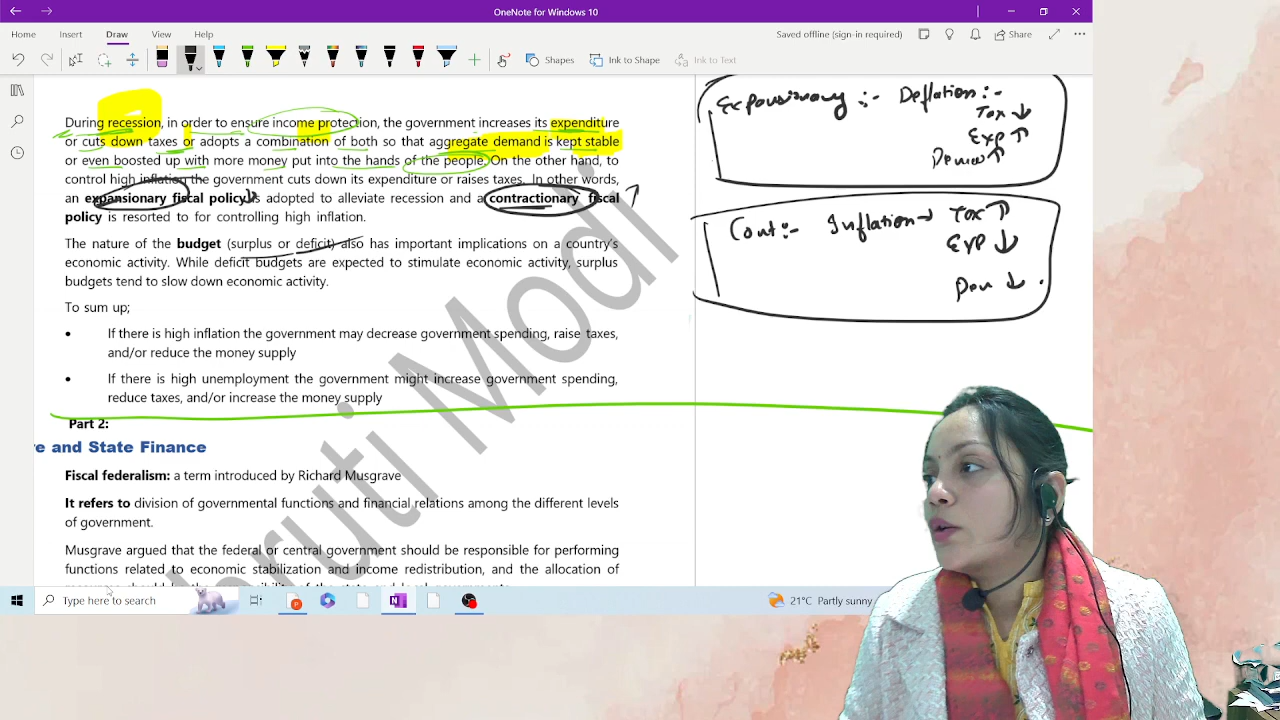 OneNote for Windows 10
Home Insert Draw View Help
Saved offline (sign-in required) Share
Shapes Ink to Shape Ink to Text
During recession, in order to ensure income protection, the government increases its expenditure
or cuts down taxes or adopts a combination of both so that aggregate demand is kept stable
or even boosted up with more money put into the hands of the people. On the other hand, to
control high inflation the government cuts down its expenditure or raises taxes. In other words,
an expansionary fiscal policy is adopted to alleviate recession and a contractionary fiscal
policy is resorted to for controlling high inflation.
The nature of the budget (surplus or deficit) also has important implications on a country's
economic activity. While deficit budgets are expected to stimulate economic activity, surplus
budgets tend to slow down economic activity.
To sum up;
• If there is high inflation the government may decrease government spending, raise taxes,
and/or reduce the money supply
• If there is high unemployment the government might increase government spending,
reduce taxes, and/or increase the money supply
Part 2:
re and State Finance
Fiscal federalism: a term introduced by Richard Musgrave
It refers to division of governmental functions and financial relations among the different levels
of government.
Musgrave argued that the federal or central government should be responsible for performing
functions related to economic stabilization and income redistribution, and the allocation of
Expansionary :- Deflation :-
Tax ↓
Exp ↑
Deman ↑
Cont :- Inflation → Tax ↑
Exp ↓
Dem ↓
hruti Modi
Type here to search
21°C Partly sunny